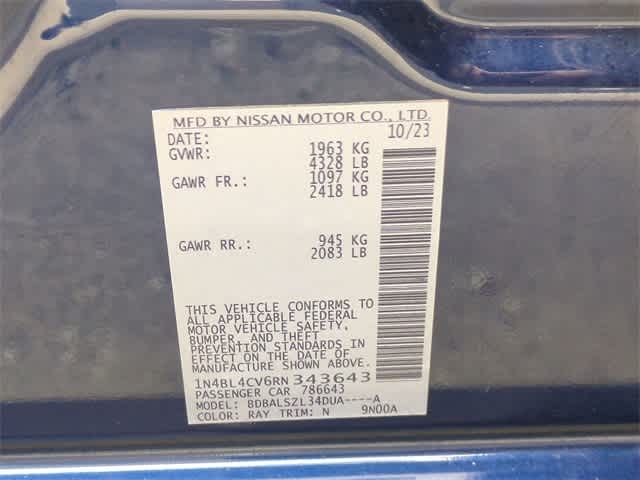 MFD BY NISSAN MOTOR CO., LTD.
DATE: 10/23
GVWR: 1963 KG
4328 LB
GAWR FR.: 1097 KG
2418 LB
GAWR RR.: 945 KG
2083 LB
THIS VEHICLE CONFORMS TO
ALL APPLICABLE FEDERAL
MOTOR VEHICLE SAFETY,
BUMPER, AND THEFT
PREVENTION STANDARDS IN
EFFECT ON THE DATE OF
MANUFACTURE SHOWN ABOVE.
1N4BL4CV6RN343643
PASSENGER CAR 786643
MODEL: BDBALSZL34DUA----A
COLOR: RAY TRIM: N 9N00A